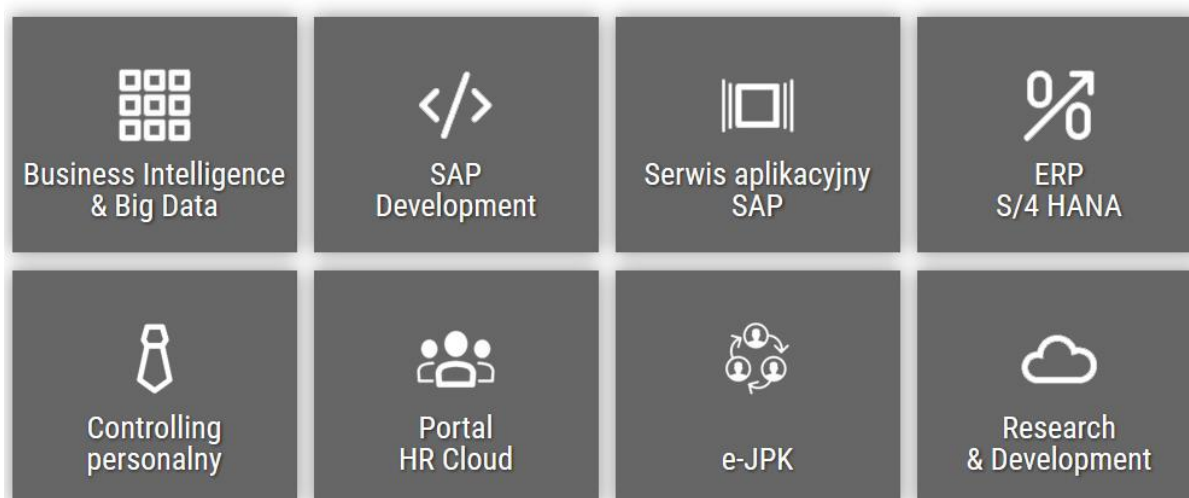 Business Intelligence
& Big Data
SAP
Development
Serwis aplikacyjny
SAP
ERP
S/4 HANA
Controlling
personalny
Portal
HR Cloud
e-JPK
Research
& Development